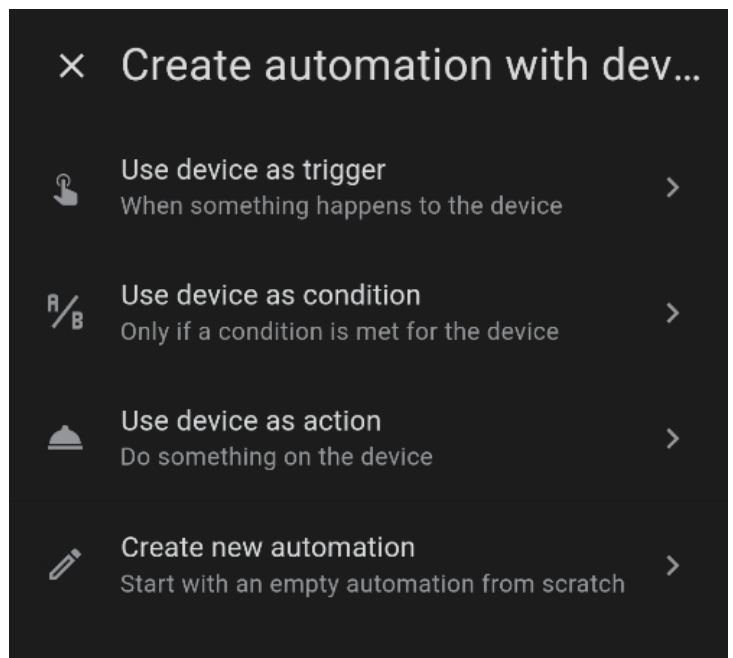 Create automation with dev...
Use device as trigger
When something happens to the device
A/B
Use device as condition
Only if a condition is met for the device
Use device as action
Do something on the device
Create new automation
Start with an empty automation from scratch